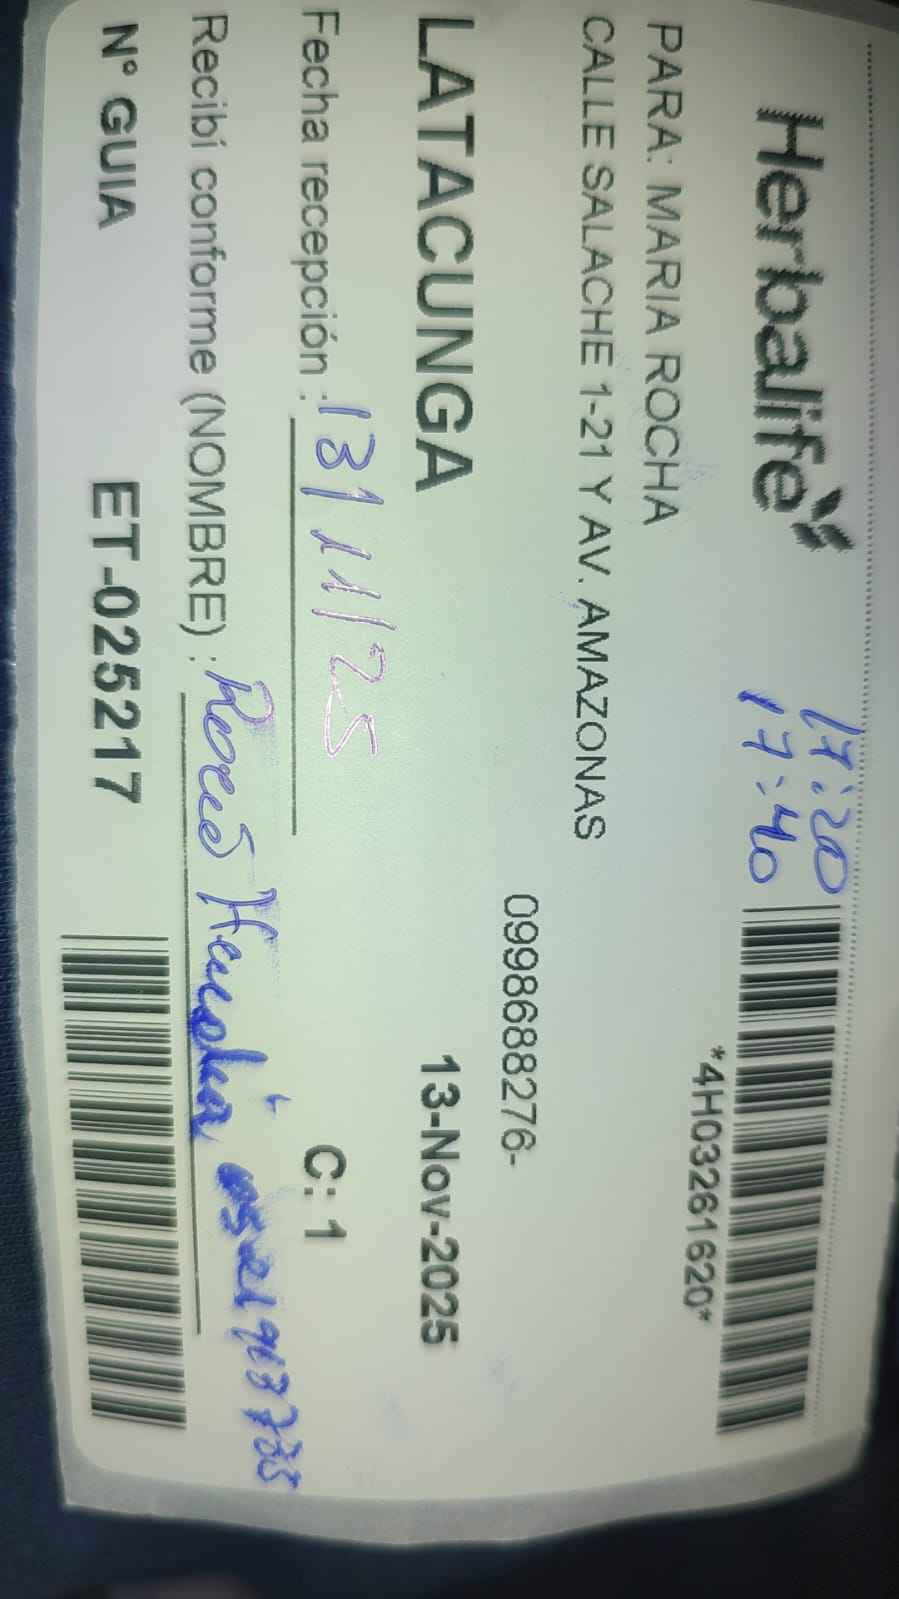 Herbalife
17:20
17:40
*4H03261620*
PARA: MARIA ROCHA
CALLE SALACHE 1-21 Y AV. AMAZONAS
0998688276-
LATACUNGA 13-Nov-2025
Fecha recepción : 13/11/25 C: 1
Recibí conforme (NOMBRE) : Rocío
N° GUIA ET-025217